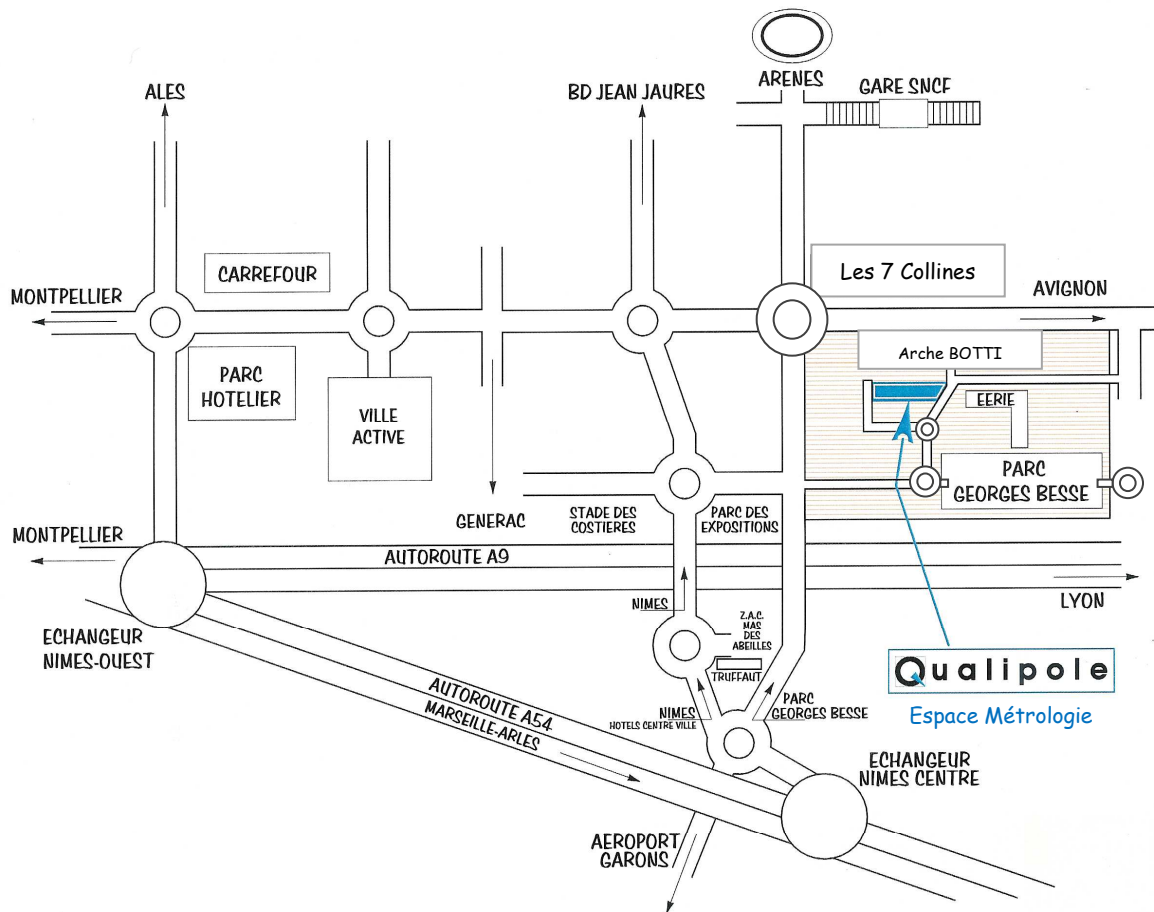 ARENES
GARE SNCF
ALES
BD JEAN JAURES
Les 7 Collines
CARREFOUR
MONTPELLIER
AVIGNON
Arche BOTTI
PARC
HOTELIER
VILLE
ACTIVE
EERIE
PARC
GEORGES BESSE
GENERAC
STADE DES
COSTIERES
PARC DES
EXPOSITIONS
MONTPELLIER
AUTOROUTE A9
LYON
NIMES
Z.A.C.
MAS
DES
ABEILLES
TRUFFAUT
ECHANGEUR
NIMES-OUEST
Qualipole
Espace Métrologie
AUTOROUTE A54
MARSEILLE-ARLES
NIMES
HOTELS CENTRE VILLE
PARC
GEORGES BESSE
ECHANGEUR
NIMES CENTRE
AEROPORT
GARONS